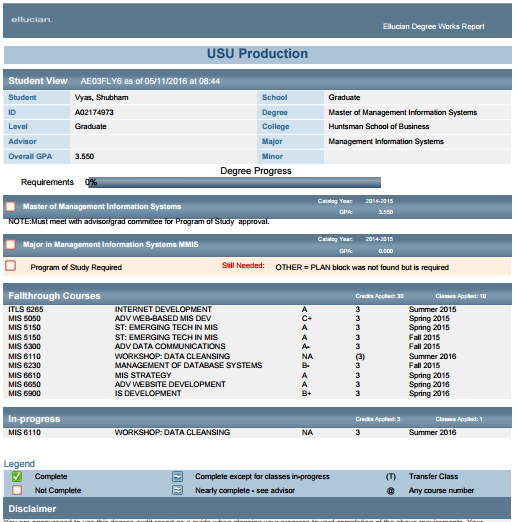 ellucian.
Ellucian Degree Works Report
USU Production
Student View AE03FLY6 as of 05/11/2016 at 08:44
Student Vyas, Shubham School Graduate
ID A02174973 Degree Master of Management Information Systems
Level Graduate College Huntsman School of Business
Advisor Major Management Information Systems
Overall GPA 3.550 Minor
Degree Progress
Requirements 0%
Master of Management Information Systems Catalog Year: 2014-2015
GPA: 3.550
NOTE:Must meet with advisor/grad committee for Program of Study approval.
Major in Management Information Systems MMIS Catalog Year: 2014-2015
GPA: 0.000
Program of Study Required Still Needed: OTHER = PLAN block was not found but is required
Fallthrough Courses Credits Applied: 30 Classes Applied: 10
ITLS 6265 INTERNET DEVELOPMENT A 3 Summer 2015
MIS 5050 ADV WEB-BASED MIS DEV C+ 3 Spring 2015
MIS 5150 ST: EMERGING TECH IN MIS A 3 Spring 2015
MIS 5150 ST: EMERGING TECH IN MIS A 3 Fall 2015
MIS 5300 ADV DATA COMMUNICATIONS A- 3 Fall 2015
MIS 6110 WORKSHOP: DATA CLEANSING NA (3) Summer 2016
MIS 6230 MANAGEMENT OF DATABASE SYSTEMS B- 3 Fall 2015
MIS 6610 MIS STRATEGY A 3 Spring 2015
MIS 6650 ADV WEBSITE DEVELOPMENT A 3 Spring 2016
MIS 6900 IS DEVELOPMENT B+ 3 Spring 2016
In-progress Credits Applied: 3 Classes Applied: 1
MIS 6110 WORKSHOP: DATA CLEANSING NA 3 Summer 2016
Legend
Complete Complete except for classes in-progress (T) Transfer Class
Not Complete Nearly complete - see advisor @ Any course number
Disclaimer